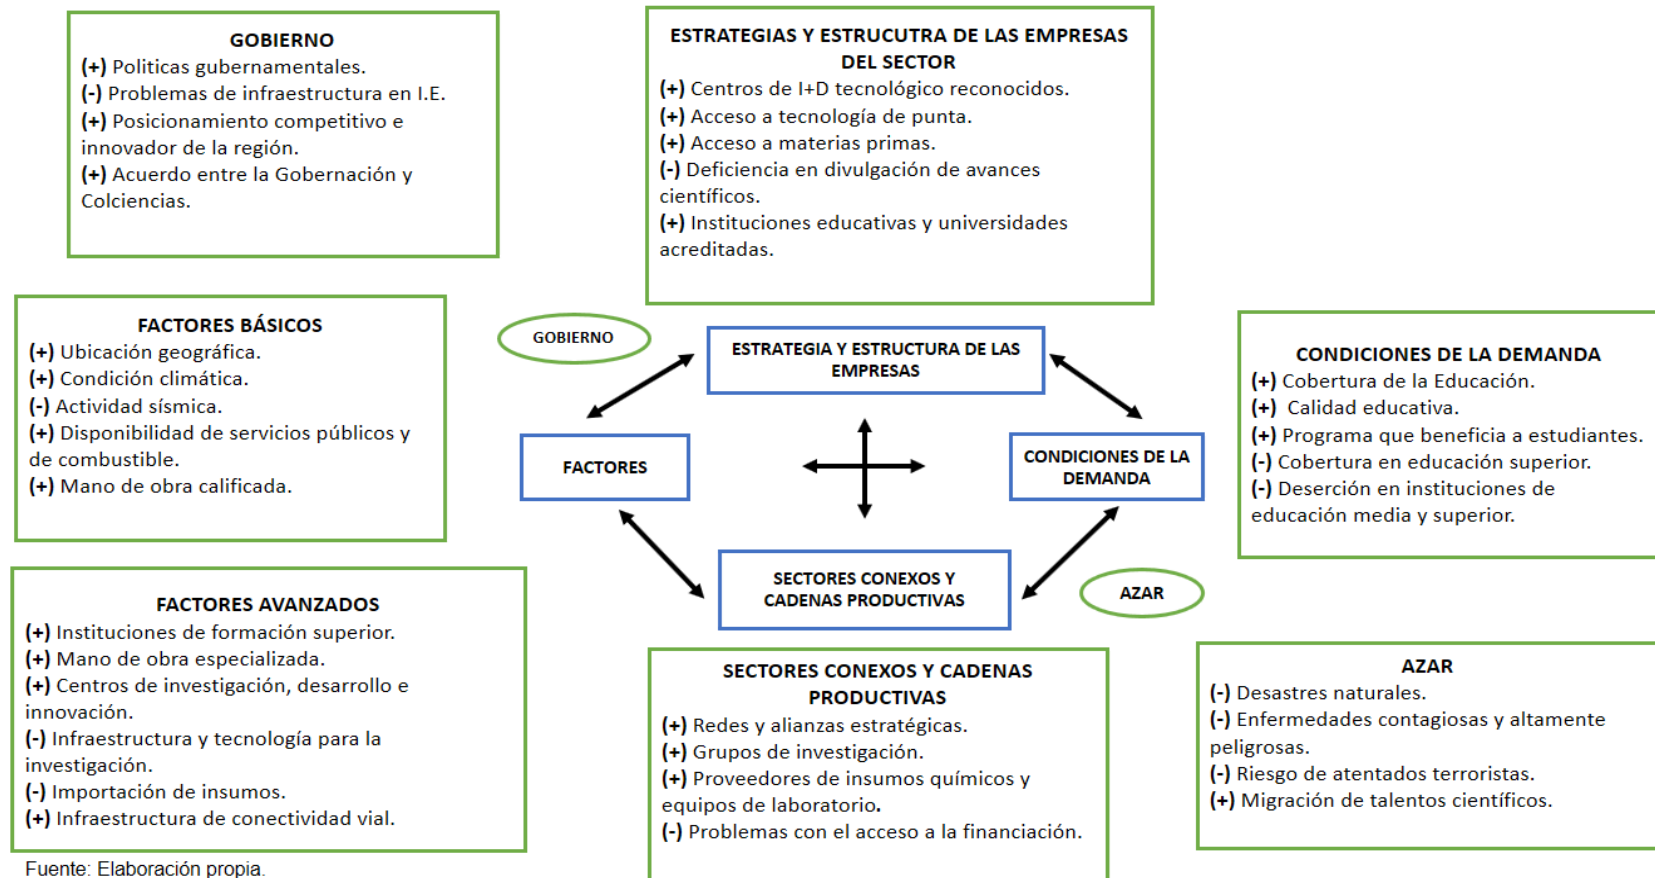 GOBIERNO
(+) Politicas gubernamentales.
(-) Problemas de infraestructura en I.E.
(+) Posicionamiento competitivo e
innovador de la región.
(+) Acuerdo entre la Gobernación y
Colciencias.
ESTRATEGIAS Y ESTRUCUTRA DE LAS EMPRESAS
DEL SECTOR
(+) Centros de I+D tecnológico reconocidos.
(+) Acceso a tecnología de punta.
(+) Acceso a materias primas.
(-) Deficiencia en divulgación de avances
científicos.
(+) Instituciones educativas y universidades
acreditadas.
FACTORES BÁSICOS
(+) Ubicación geográfica.
(+) Condición climática.
(-) Actividad sísmica.
(+) Disponibilidad de servicios públicos y
de combustible.
(+) Mano de obra calificada.
GOBIERNO
ESTRATEGIA Y ESTRUCTURA DE LAS
EMPRESAS
FACTORES
CONDICIONES DE LA
DEMANDA
SECTORES CONEXOS Y
CADENAS PRODUCTIVAS
AZAR
CONDICIONES DE LA DEMANDA
(+) Cobertura de la Educación.
(+) Calidad educativa.
(+) Programa que beneficia a estudiantes.
(-) Cobertura en educación superior.
(-) Deserción en instituciones de
educación media y superior.
FACTORES AVANZADOS
(+) Instituciones de formación superior.
(+) Mano de obra especializada.
(+) Centros de investigación, desarrollo e
innovación.
(-) Infraestructura y tecnología para la
investigación.
(-) Importación de insumos.
(+) Infraestructura de conectividad vial.
SECTORES CONEXOS Y CADENAS
PRODUCTIVAS
(+) Redes y alianzas estratégicas.
(+) Grupos de investigación.
(+) Proveedores de insumos químicos y
equipos de laboratorio.
(-) Problemas con el acceso a la financiación.
AZAR
(-) Desastres naturales.
(-) Enfermedades contagiosas y altamente
peligrosas.
(-) Riesgo de atentados terroristas.
(+) Migración de talentos científicos.
Fuente: Elaboración propia.